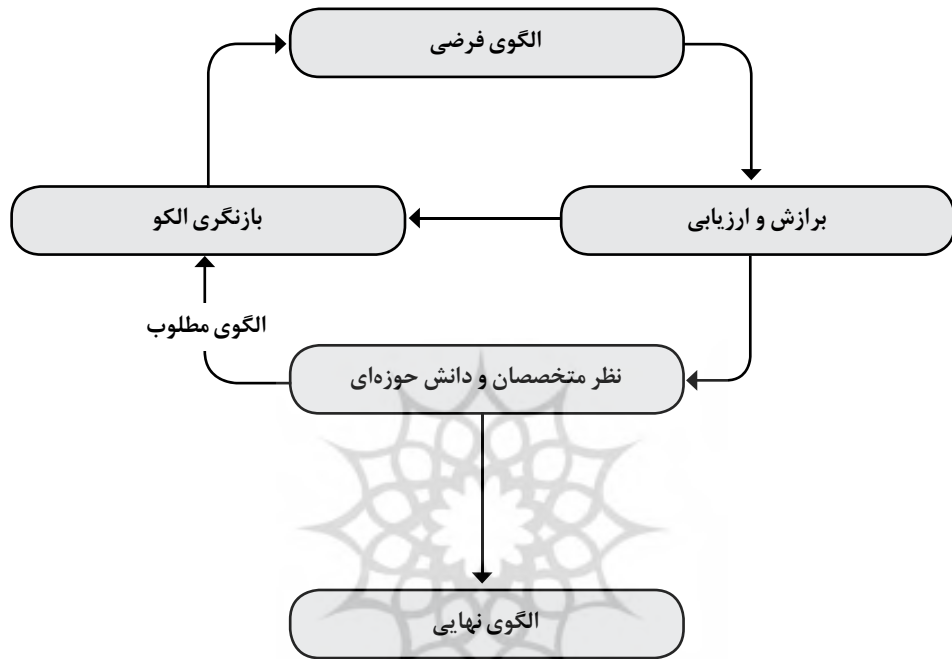 الگوی فرضی
برازش و ارزیابی
بازنگری الکو
الگوی مطلوب
نظر متخصصان و دانش حوزه‌ای
الگوی نهایی